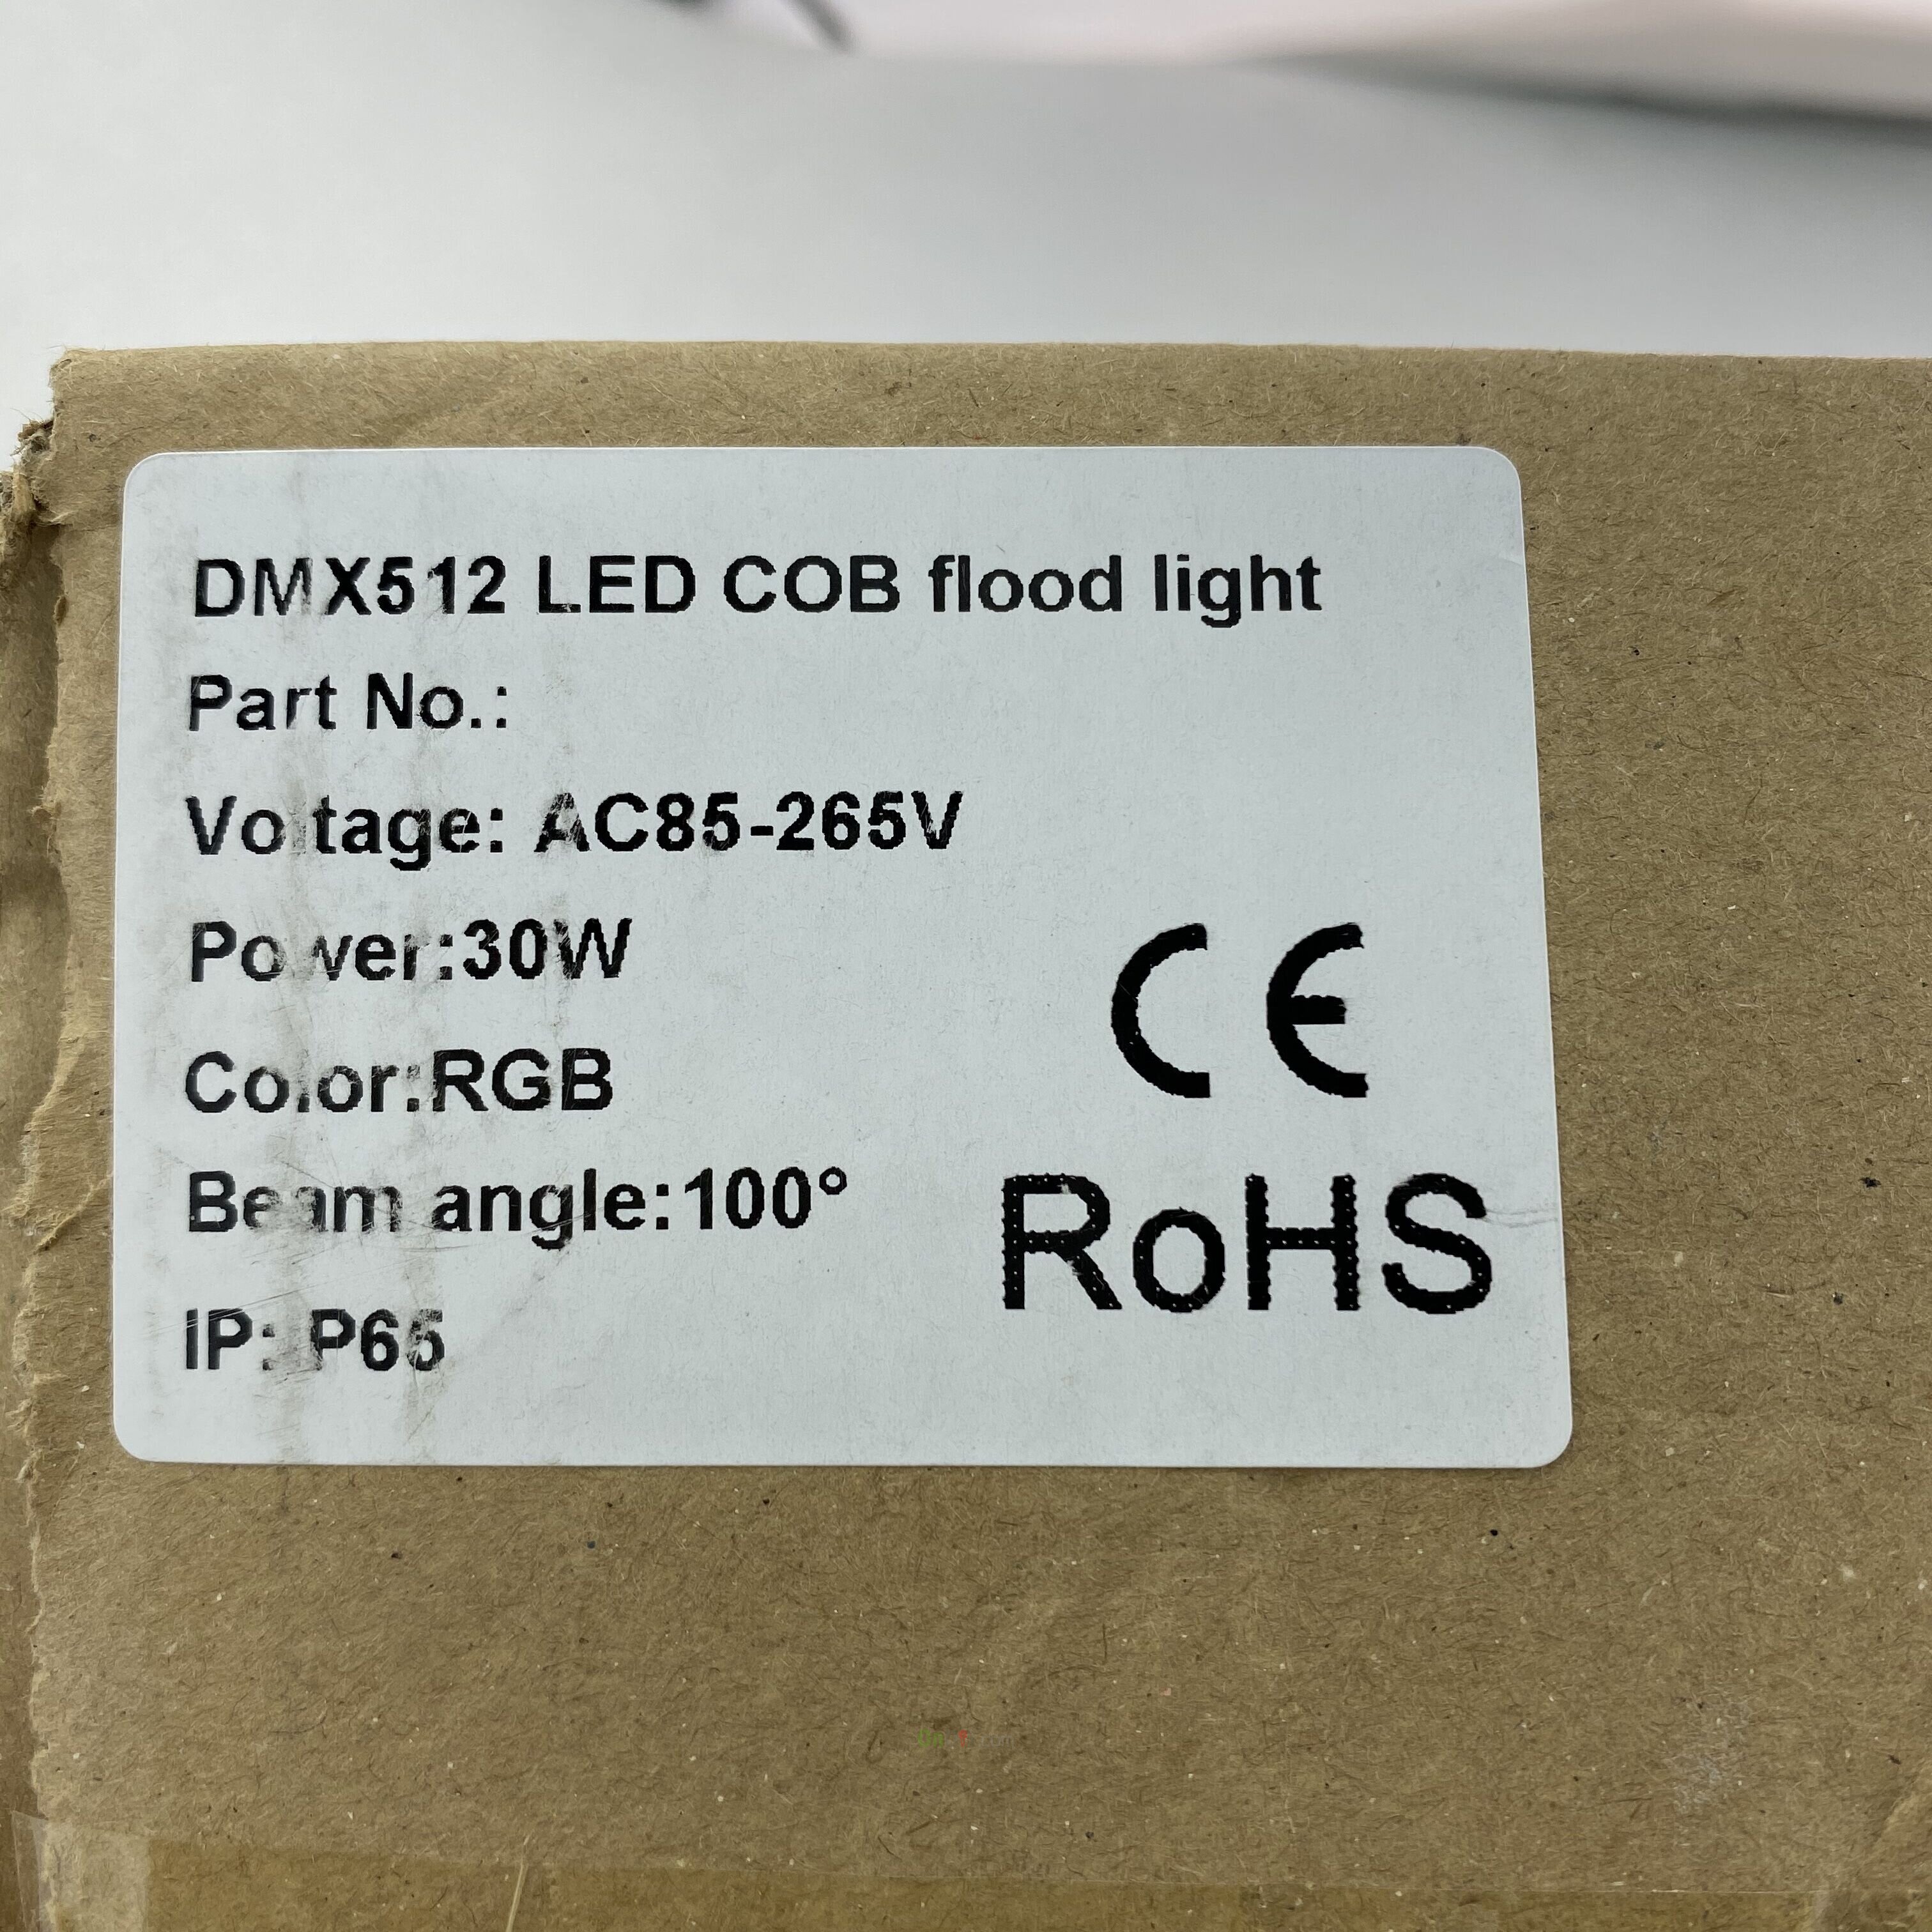 DMX512 LED COB flood light
Part No.:
Voltage: AC85-265V
Power:30W
Color:RGB
Beam angle:100°
IP: IP65
CE
RoHS